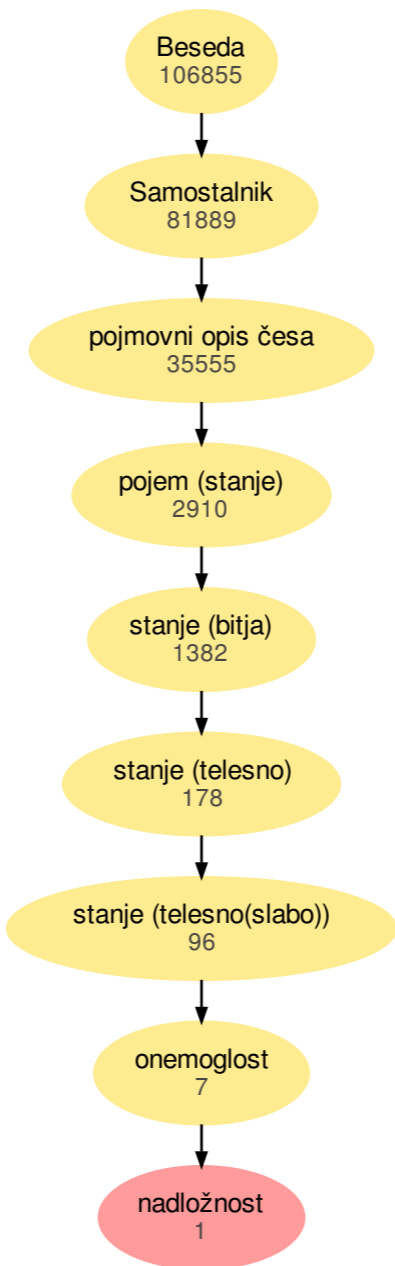 Beseda
106855
Samostalnik
81889
pojmovni opis česa
35555
pojem (stanje)
2910
stanje (bitja)
1382
stanje (telesno)
178
stanje (telesno(slabo))
96
onemoglost
7
nadložnost
1